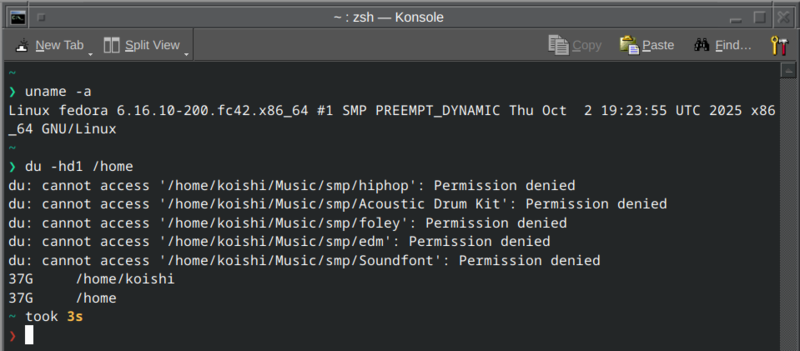 ~ : zsh — Konsole
New Tab Split View Copy Paste Find...
~
❯ uname -a
Linux fedora 6.16.10-200.fc42.x86_64 #1 SMP PREEMPT_DYNAMIC Thu Oct  2 19:23:55 UTC 2025 x86
_64 GNU/Linux
~
❯ du -hd1 /home
du: cannot access '/home/koishi/Music/smp/hiphop': Permission denied
du: cannot access '/home/koishi/Music/smp/Acoustic Drum Kit': Permission denied
du: cannot access '/home/koishi/Music/smp/foley': Permission denied
du: cannot access '/home/koishi/Music/smp/edm': Permission denied
du: cannot access '/home/koishi/Music/smp/Soundfont': Permission denied
37G     /home/koishi
37G     /home
~ took 3s
❯